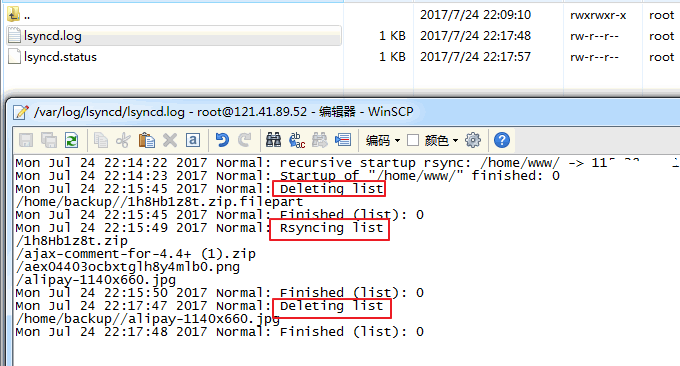 ..
2017/7/24 22:09:10
rwxrwxr-x
root
lsyncd.log
1 KB
2017/7/24 22:17:48
rw-r--r--
root
lsyncd.status
1 KB
2017/7/24 22:17:57
rw-r--r--
root
/var/log/lsyncd/lsyncd.log - root@121.41.89.52 - 编辑器 - WinSCP
编码
颜色
Mon Jul 24 22:14:22 2017 Normal: recursive startup rsync: /home/www/ ->
Mon Jul 24 22:14:23 2017 Normal: Startup of "/home/www/" finished: 0
Mon Jul 24 22:15:45 2017 Normal: Deleting list
/home/backup//1h8Hb1z8t.zip.filepart
Mon Jul 24 22:15:45 2017 Normal: Finished (list): 0
Mon Jul 24 22:15:49 2017 Normal: Rsyncing list
/1h8Hb1z8t.zip
/ajax-comment-for-4.4+ (1).zip
/aex04403ocbxtglh8y4mlb0.png
/alipay-1140x660.jpg
Mon Jul 24 22:15:50 2017 Normal: Finished (list): 0
Mon Jul 24 22:17:47 2017 Normal: Deleting list
/home/backup//alipay-1140x660.jpg
Mon Jul 24 22:17:48 2017 Normal: Finished (list): 0